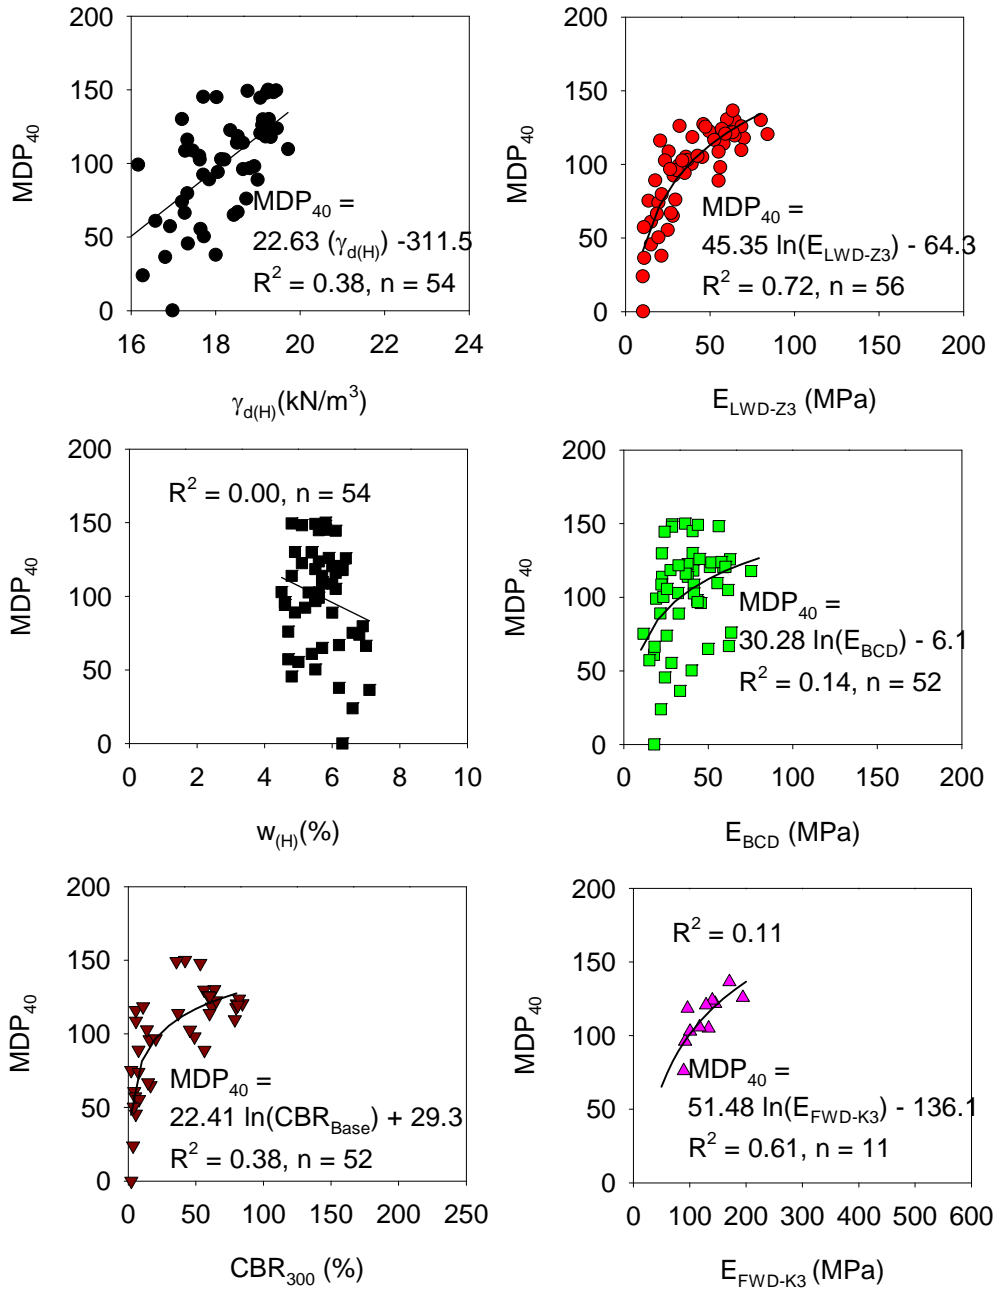 200
150
100
50
0
MDP40
16 18 20 22 24
γd(H)(kN/m³)
MDP40 =
22.63 (γd(H)) -311.5
R² = 0.38, n = 54
200
150
100
50
0
MDP40
0 50 100 150 200
ELWD-Z3 (MPa)
MDP40 =
45.35 ln(ELWD-Z3) - 64.3
R² = 0.72, n = 56
200
150
100
50
0
MDP40
0 2 4 6 8 10
w(H)(%)
R² = 0.00, n = 54
200
150
100
50
0
MDP40
0 50 100 150 200
EBCD (MPa)
MDP40 =
30.28 ln(EBCD) - 6.1
R² = 0.14, n = 52
200
150
100
50
0
MDP40
0 50 100 150 200 250
CBR300 (%)
MDP40 =
22.41 ln(CBRBase) + 29.3
R² = 0.38, n = 52
200
150
100
50
0
MDP40
0 100 200 300 400 500 600
EFWD-K3 (MPa)
R² = 0.11
MDP40 =
51.48 ln(EFWD-K3) - 136.1
R² = 0.61, n = 11